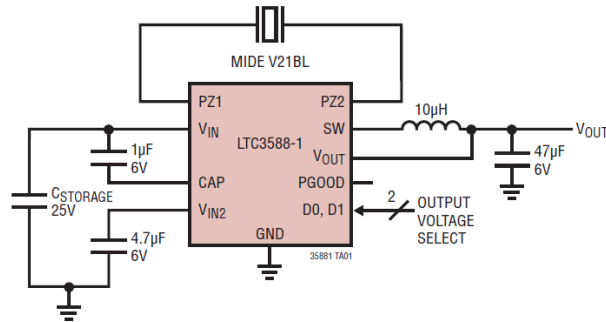 MIDE V21BL
PZ1
PZ2
VIN
LTC3588-1
SW
10µH
VOUT
VOUT
1µF
6V
CAP
PGOOD
47µF
6V
CSTORAGE
25V
VIN2
D0, D1
2
OUTPUT
VOLTAGE
SELECT
4.7µF
6V
GND
35881 TA01